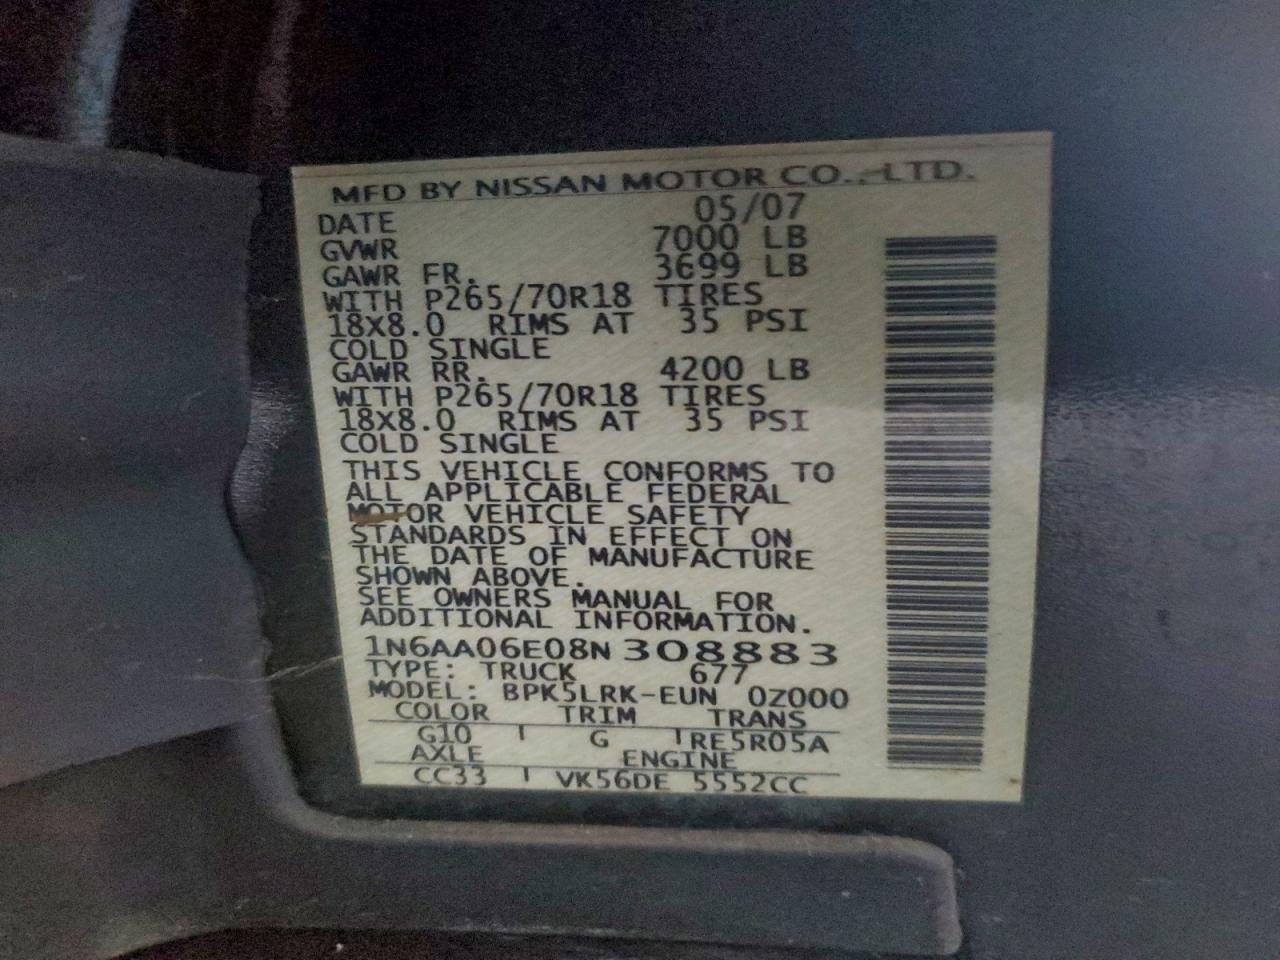 MFD BY NISSAN MOTOR CO., LTD.
DATE 05/07
GVWR 7000 LB
GAWR FR. 3699 LB
WITH P265/70R18 TIRES
18X8.0 RIMS AT 35 PSI
COLD SINGLE
GAWR RR. 4200 LB
WITH P265/70R18 TIRES
18X8.0 RIMS AT 35 PSI
COLD SINGLE
THIS VEHICLE CONFORMS TO
ALL APPLICABLE FEDERAL
MOTOR VEHICLE SAFETY
STANDARDS IN EFFECT ON
THE DATE OF MANUFACTURE
SHOWN ABOVE.
SEE OWNERS MANUAL FOR
ADDITIONAL INFORMATION.
1N6AA06E08N308883
TYPE: TRUCK 677
MODEL: BPK5LRK-EUN 0Z000
COLOR TRIM TRANS
G10 G RE5R05A
AXLE ENGINE
CC33 VK56DE 5552CC